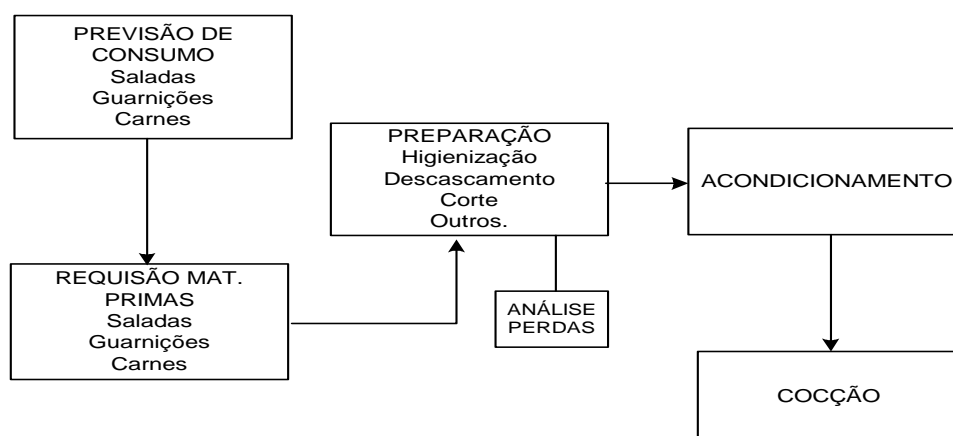 PREVISÃO DE
CONSUMO
Saladas
Guarnições
Carnes
REQUISÃO MAT.
PRIMAS
Saladas
Guarnições
Carnes
PREPARAÇÃO
Higienização
Descascamento
Corte
Outros.
ANÁLISE
PERDAS
ACONDICIONAMENTO
COCÇÃO